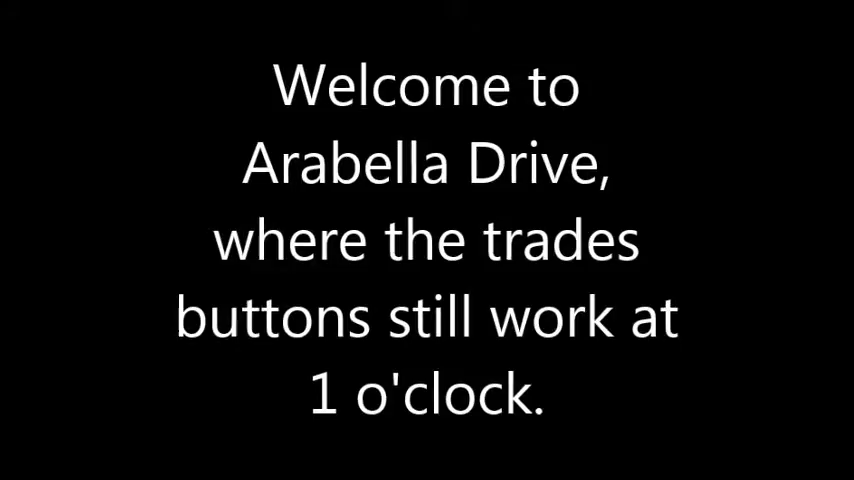 Welcome to
Arabella Drive,
where the trades
buttons still work at
1 o'clock.